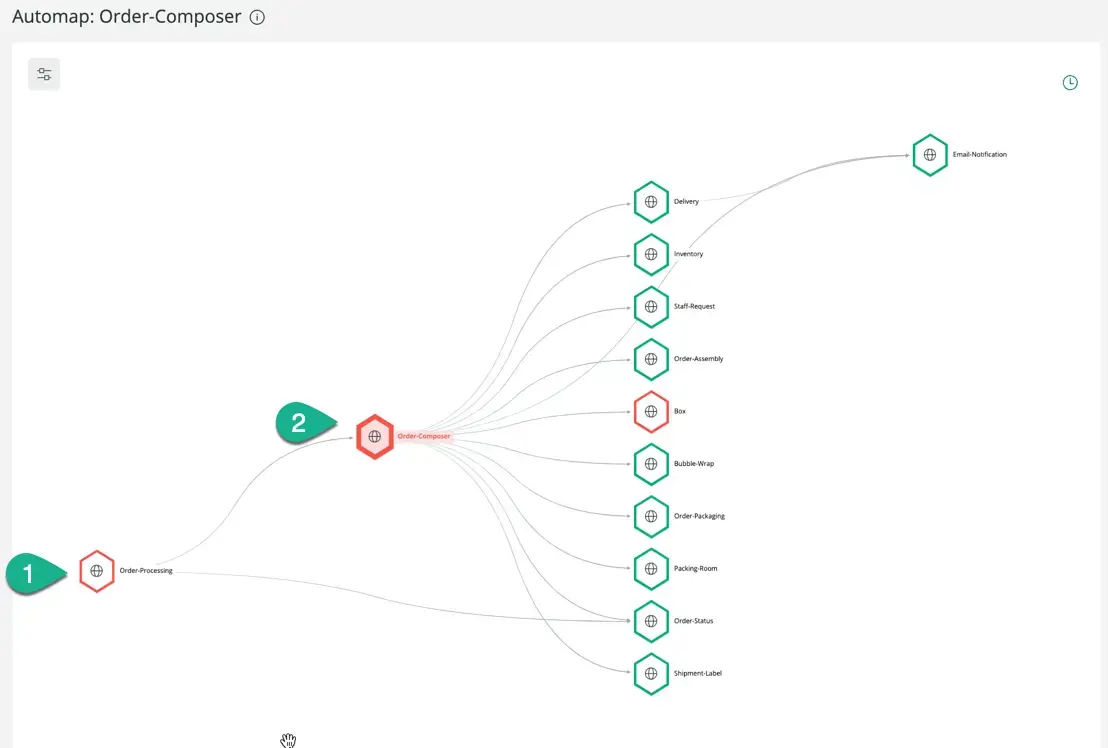 Automap: Order-Composer
Email-Notification
Delivery
Inventory
Staff-Request
Order-Assembly
Box
2
Order-Composer
Bubble-Wrap
Order-Packaging
Packing-Room
1
Order-Processing
Order-Status
Shipment-Label